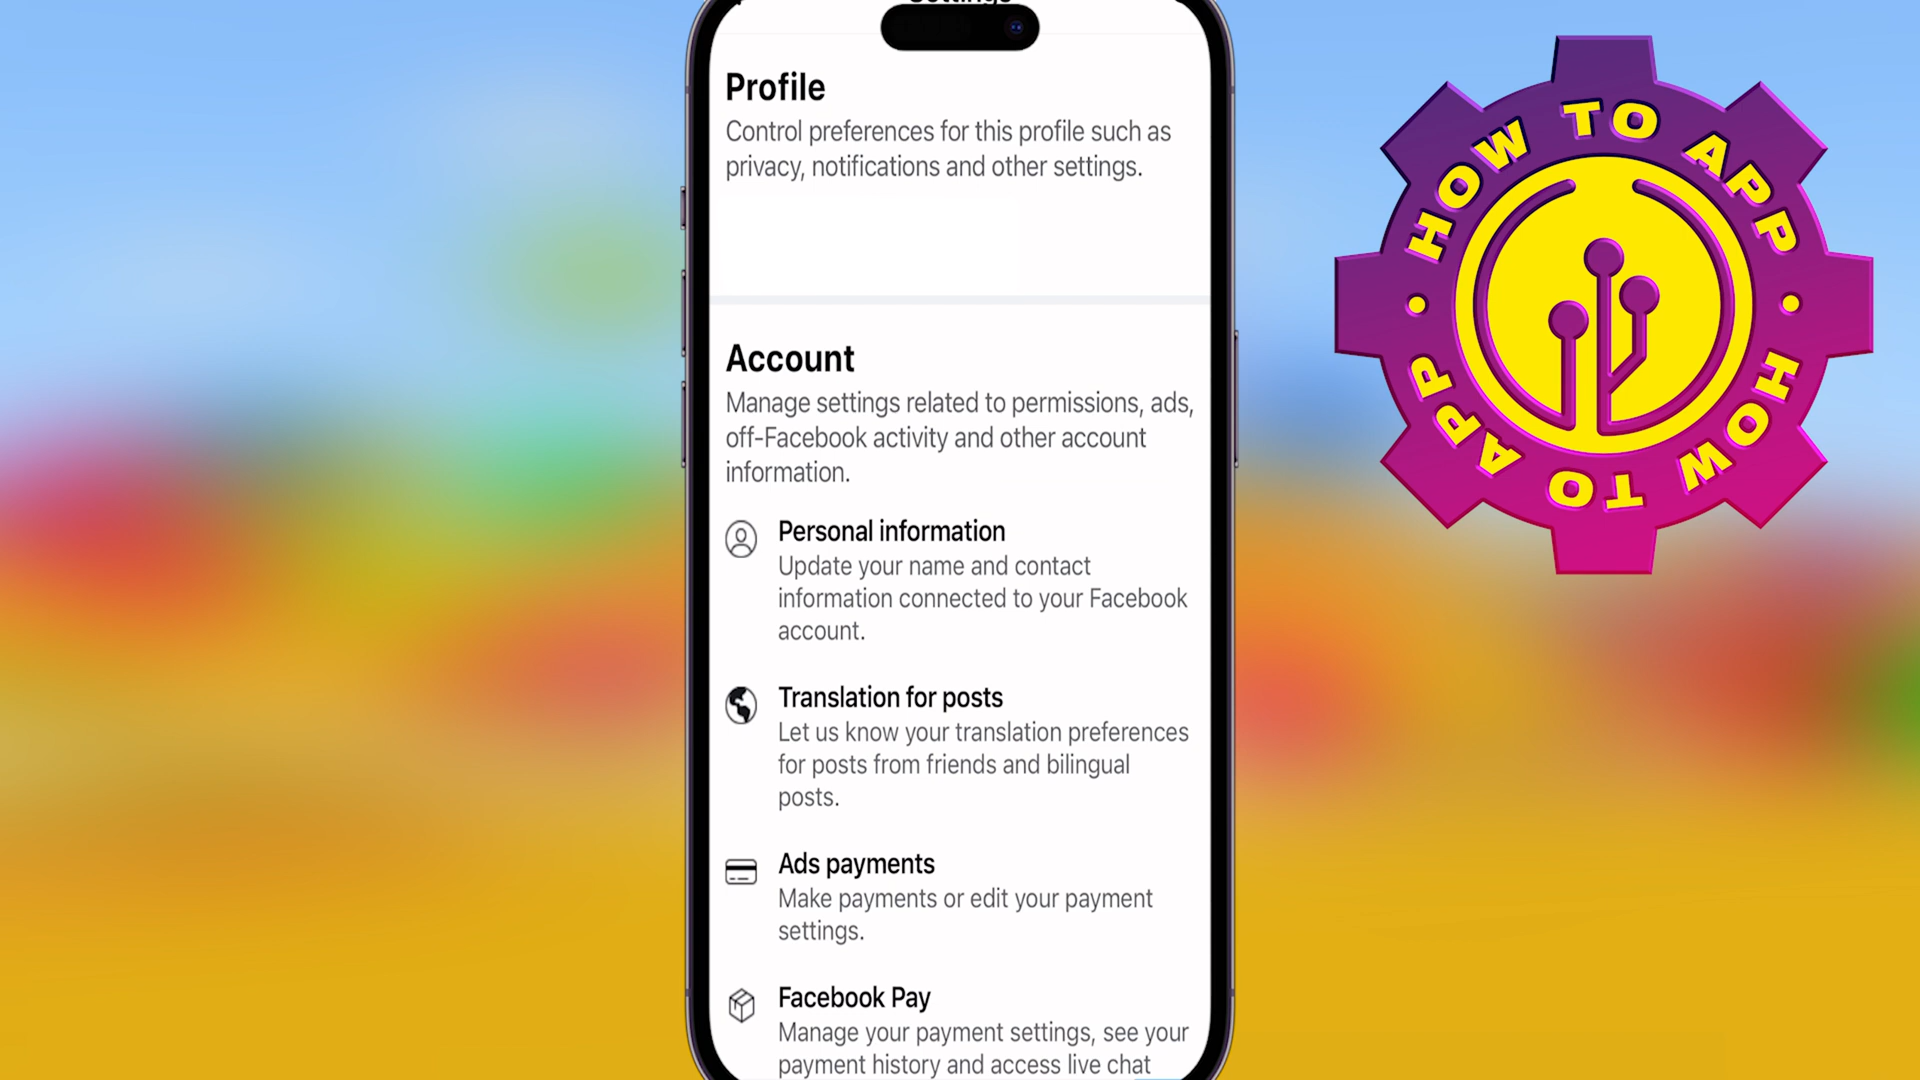 Settings
Profile
Control preferences for this profile such as
privacy, notifications and other settings.
Account
Manage settings related to permissions, ads,
off-Facebook activity and other account
information.
Personal information
Update your name and contact
information connected to your Facebook
account.
Translation for posts
Let us know your translation preferences
for posts from friends and bilingual
posts.
Ads payments
Make payments or edit your payment
settings.
Facebook Pay
Manage your payment settings, see your
payment history and access live chat
HOW TO APP
HOW TO APP